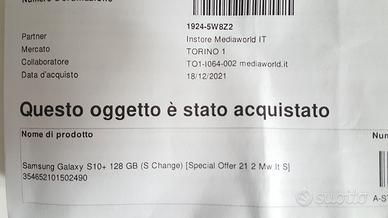 1924-5W8Z2
Partner Instore Mediaworld IT
Mercato TORINO 1
Collaboratore TO1-I064-002 mediaworld.it
Data d'acquisto 18/12/2021
Questo oggetto è stato acquistato
Nome di prodotto
Samsung Galaxy S10+ 128 GB (S Change) [Special Offer 21 2 Mw It S]
354652101502490
subito